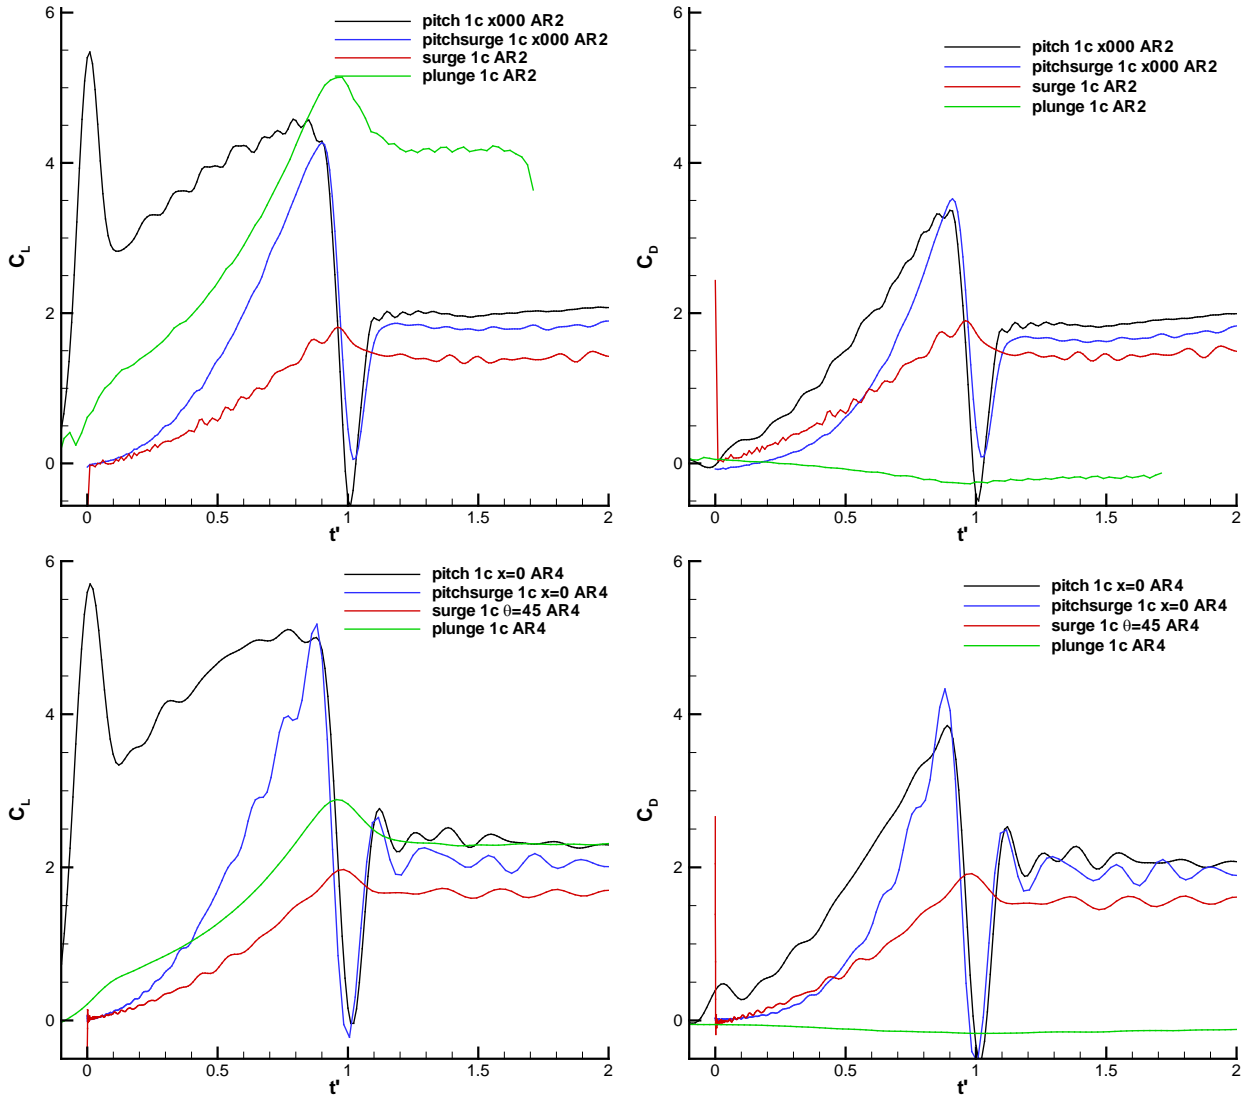 pitch 1c x000 AR2
pitchsurge 1c x000 AR2
surge 1c AR2
plunge 1c AR2
C_L
6
4
2
0
0 0.5 1 1.5 2
t'
pitch 1c x000 AR2
pitchsurge 1c x000 AR2
surge 1c AR2
plunge 1c AR2
C_D
6
4
2
0
0 0.5 1 1.5 2
t'
pitch 1c x=0 AR4
pitchsurge 1c x=0 AR4
surge 1c θ=45 AR4
plunge 1c AR4
C_L
6
4
2
0
0 0.5 1 1.5 2
t'
pitch 1c x=0 AR4
pitchsurge 1c x=0 AR4
surge 1c θ=45 AR4
plunge 1c AR4
C_D
6
4
2
0
0 0.5 1 1.5 2
t'